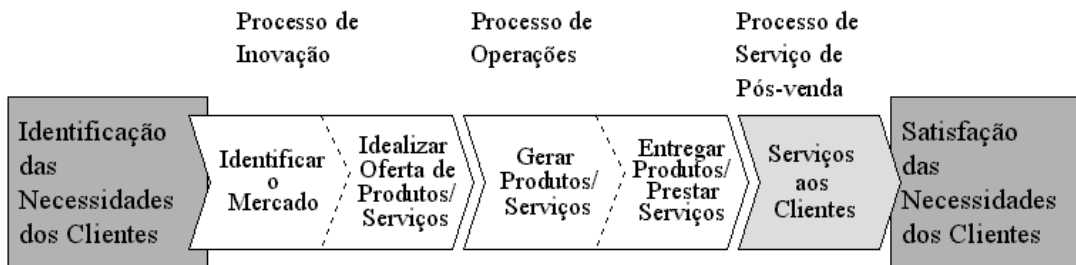 Processo de
Inovação
Processo de
Operações
Processo de
Serviço de
Pós-venda
Identificação
das
Necessidades
dos Clientes
Identificar
o
Mercado
Idealizar
Oferta de
Produtos/
Serviços
Gerar
Produtos/
Serviços
Entregar
Produtos/
Prestar
Serviços
Serviços
aos
Clientes
Satisfação
das
Necessidades
dos Clientes